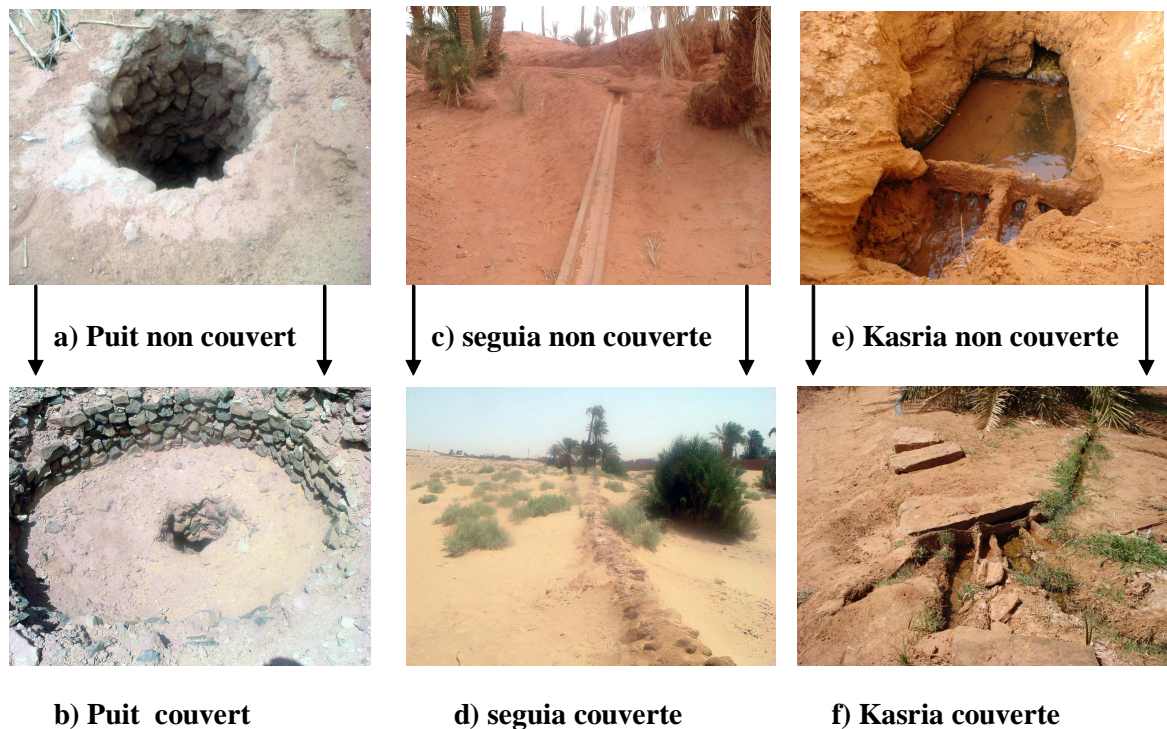 a) Puit non couvert
c) seguia non couverte
e) Kasria non couverte
b) Puit couvert
d) seguia couverte
f) Kasria couverte